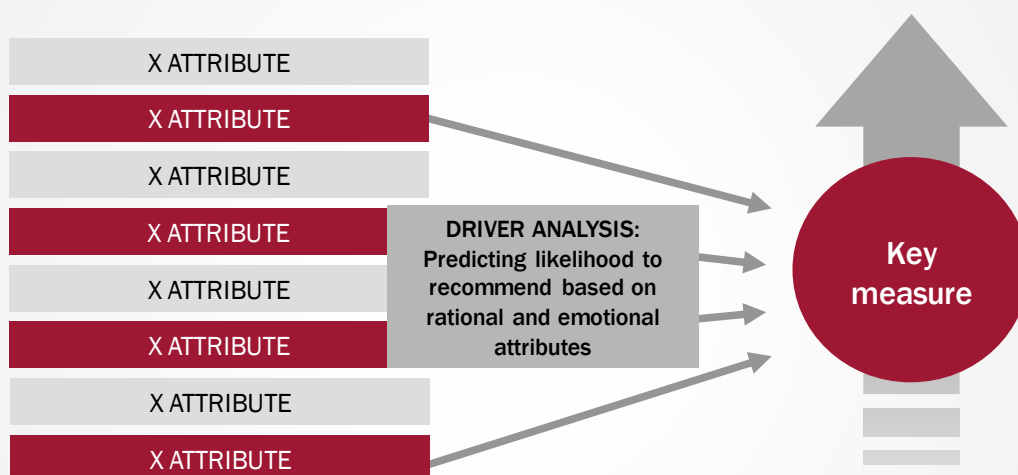 X ATTRIBUTE
X ATTRIBUTE
X ATTRIBUTE
X ATTRIBUTE
X ATTRIBUTE
X ATTRIBUTE
X ATTRIBUTE
X ATTRIBUTE
DRIVER ANALYSIS:
Predicting likelihood to
recommend based on
rational and emotional
attributes
Key
measure